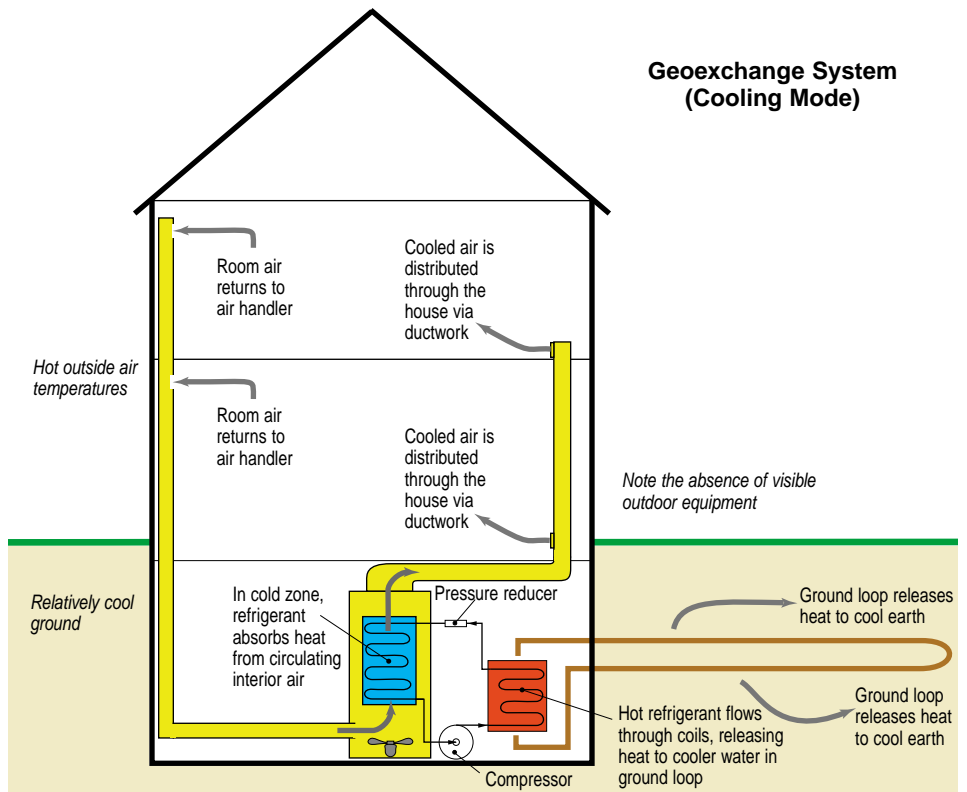 Geoexchange System
(Cooling Mode)
Room air
returns to
air handler
Cooled air is
distributed
through the
house via
ductwork
Hot outside air
temperatures
Room air
returns to
air handler
Cooled air is
distributed
through the
house via
ductwork
Note the absence of visible
outdoor equipment
Relatively cool
ground
In cold zone,
refrigerant
absorbs heat
from circulating
interior air
Pressure reducer
Ground loop releases
heat to cool earth
Ground loop
releases heat
to cool earth
Hot refrigerant flows
through coils, releasing
heat to cooler water in
ground loop
Compressor